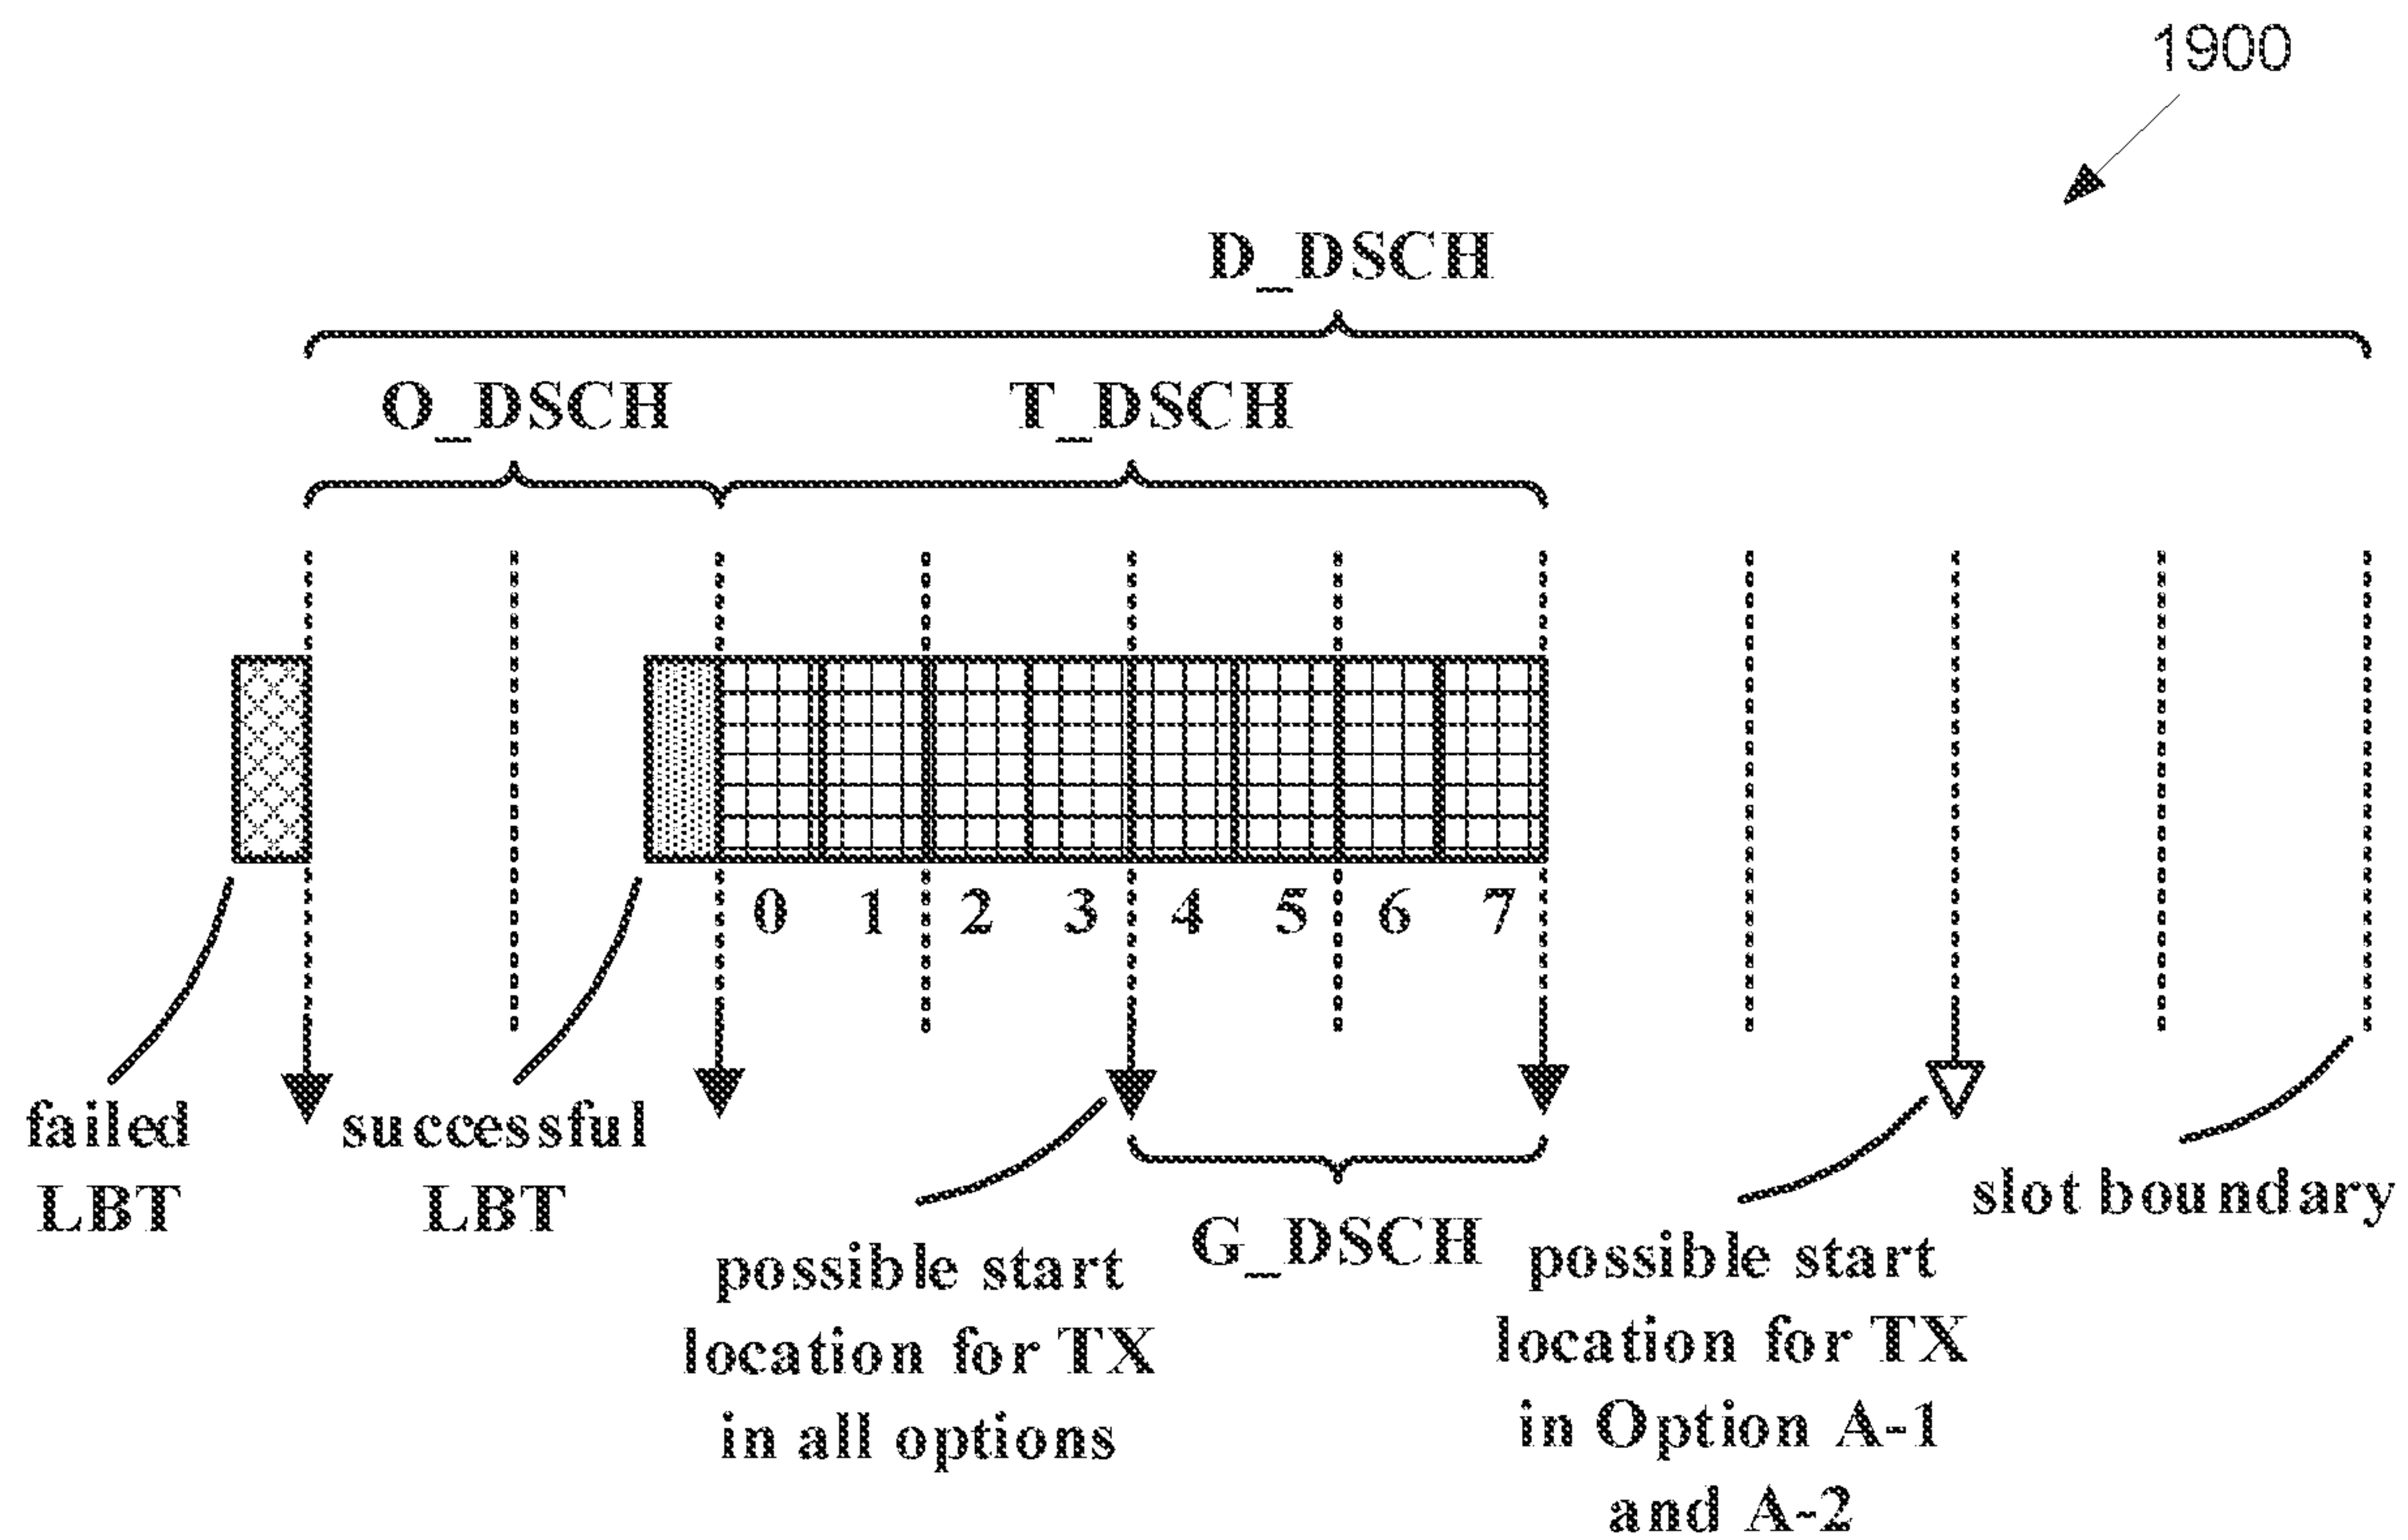 1900
D_DSCH
O_DSCH
T_DSCH
0 1 2 3 4 5 6 7
failed
LBT
successful
LBT
possible start
location for TX
in all options
G_DSCH
possible start
location for TX
in Option A-1
and A-2
slot boundary